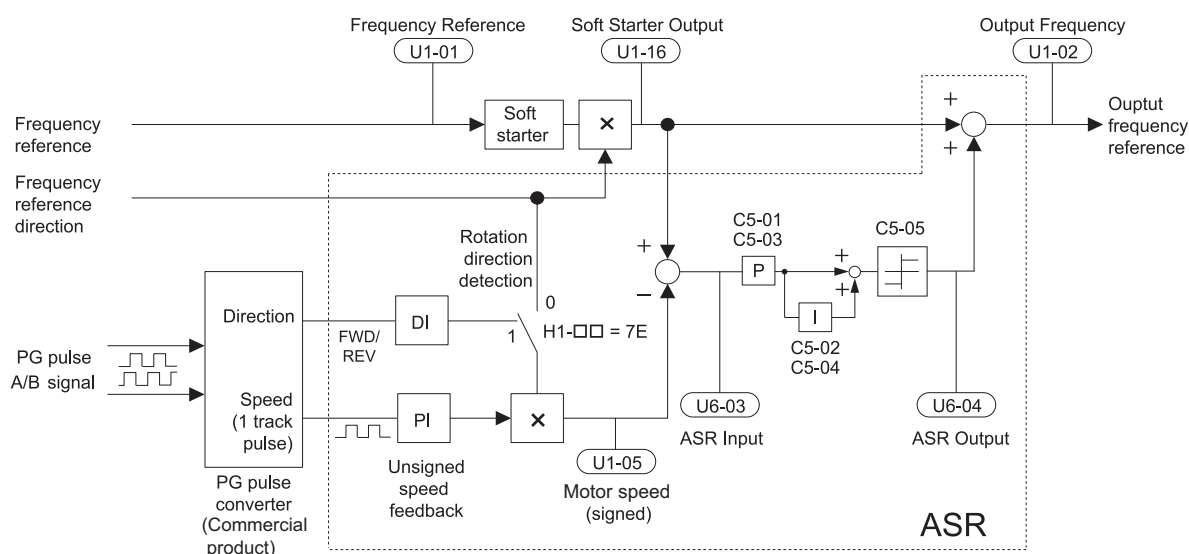 Frequency Reference
U1-01
Soft Starter Output
U1-16
Output Frequency
U1-02
Frequency
reference
Soft
starter
×
+
+
Ouptut
frequency
reference
Frequency
reference
direction
Rotation
direction
detection
+
−
C5-01
C5-03
P
+
+
C5-05
I
C5-02
C5-04
0
1
H1-□□ = 7E
Direction
FWD/
REV
DI
PG pulse
A/B signal
Speed
(1 track
pulse)
PI
×
U6-03
ASR Input
U6-04
ASR Output
U1-05
Motor speed
(signed)
Unsigned
speed
feedback
PG pulse
converter
(Commercial
product)
ASR